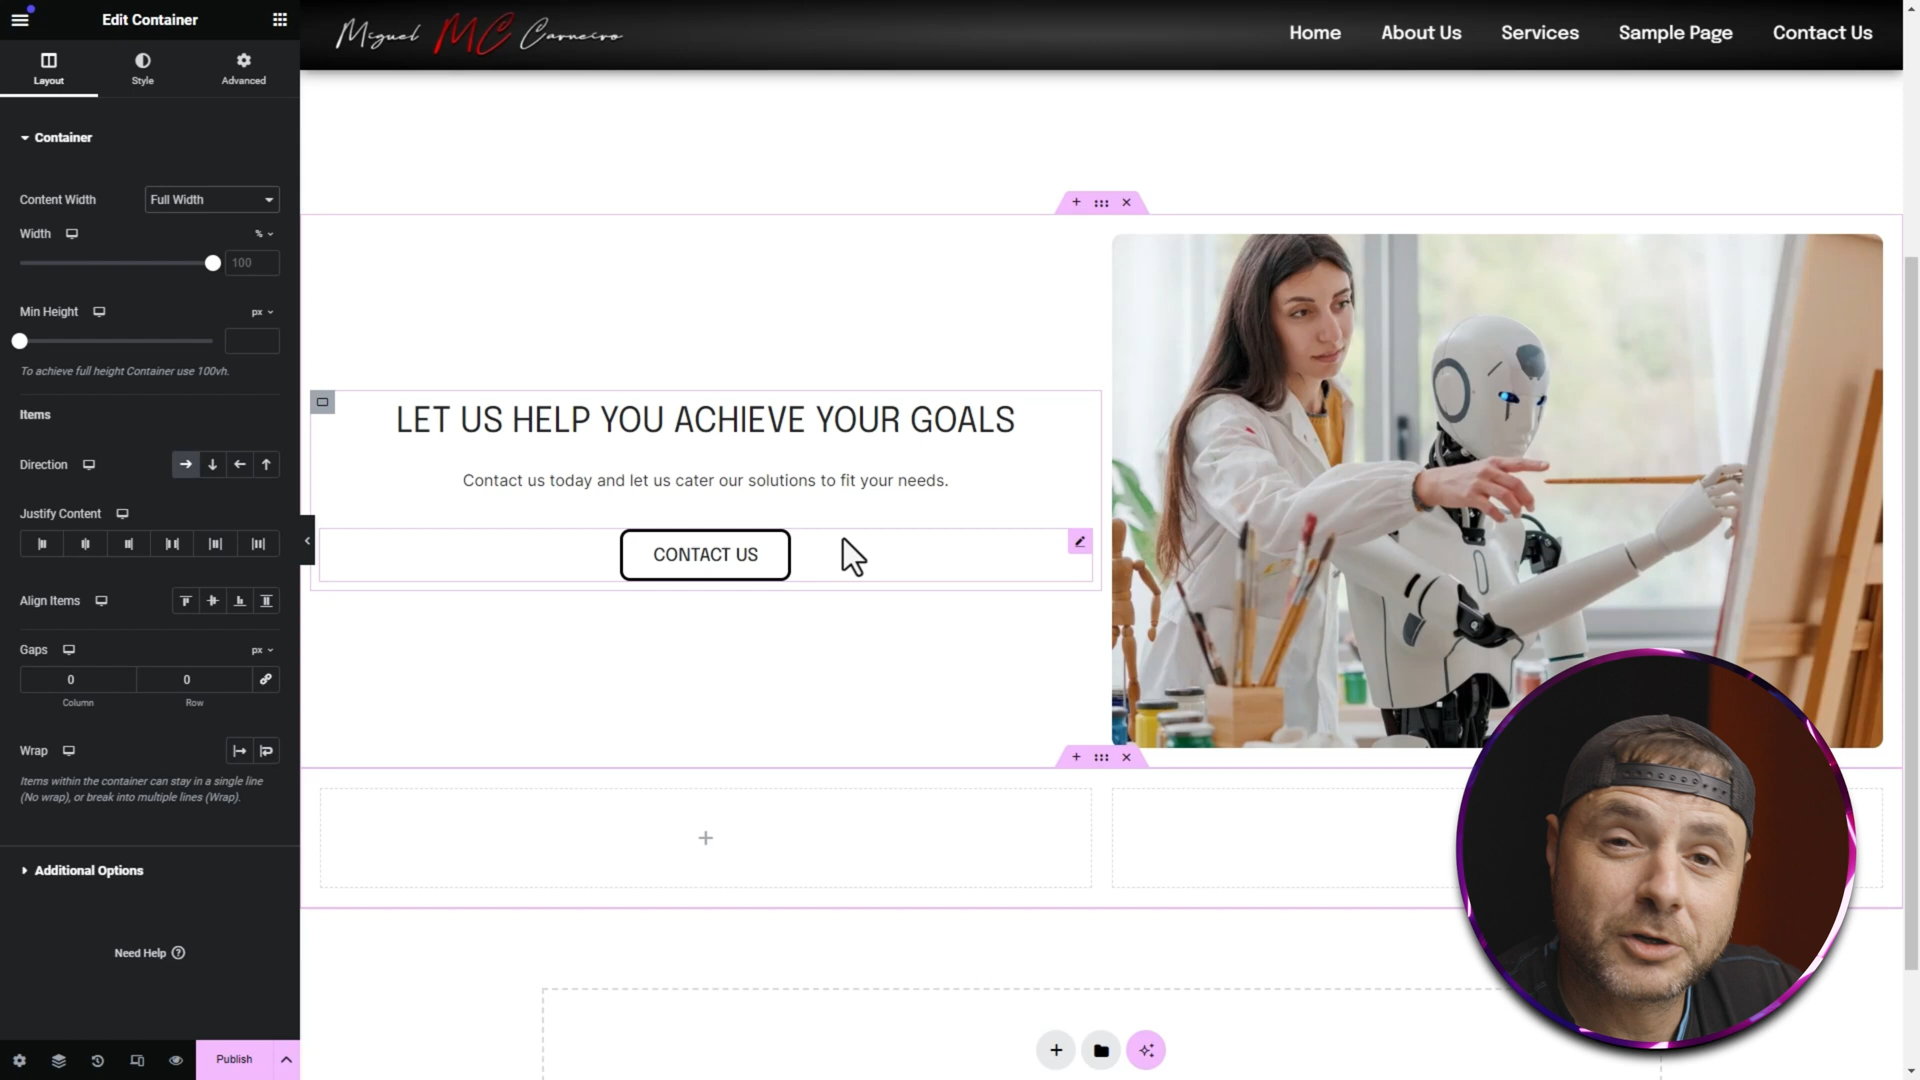 Edit Container
Layout
Style
Advanced
Container
Content Width
Full Width
Width
%
100
Min Height
px
To achieve full height Container use 100vh.
Items
Direction
Justify Content
Align Items
Gaps
px
0
0
Column
Row
Wrap
Items within the container can stay in a single line
(No wrap), or break into multiple lines (Wrap).
Additional Options
Need Help
Publish
Miguel MC Carneiro
Home
About Us
Services
Sample Page
Contact Us
LET US HELP YOU ACHIEVE YOUR GOALS
Contact us today and let us cater our solutions to fit your needs.
CONTACT US